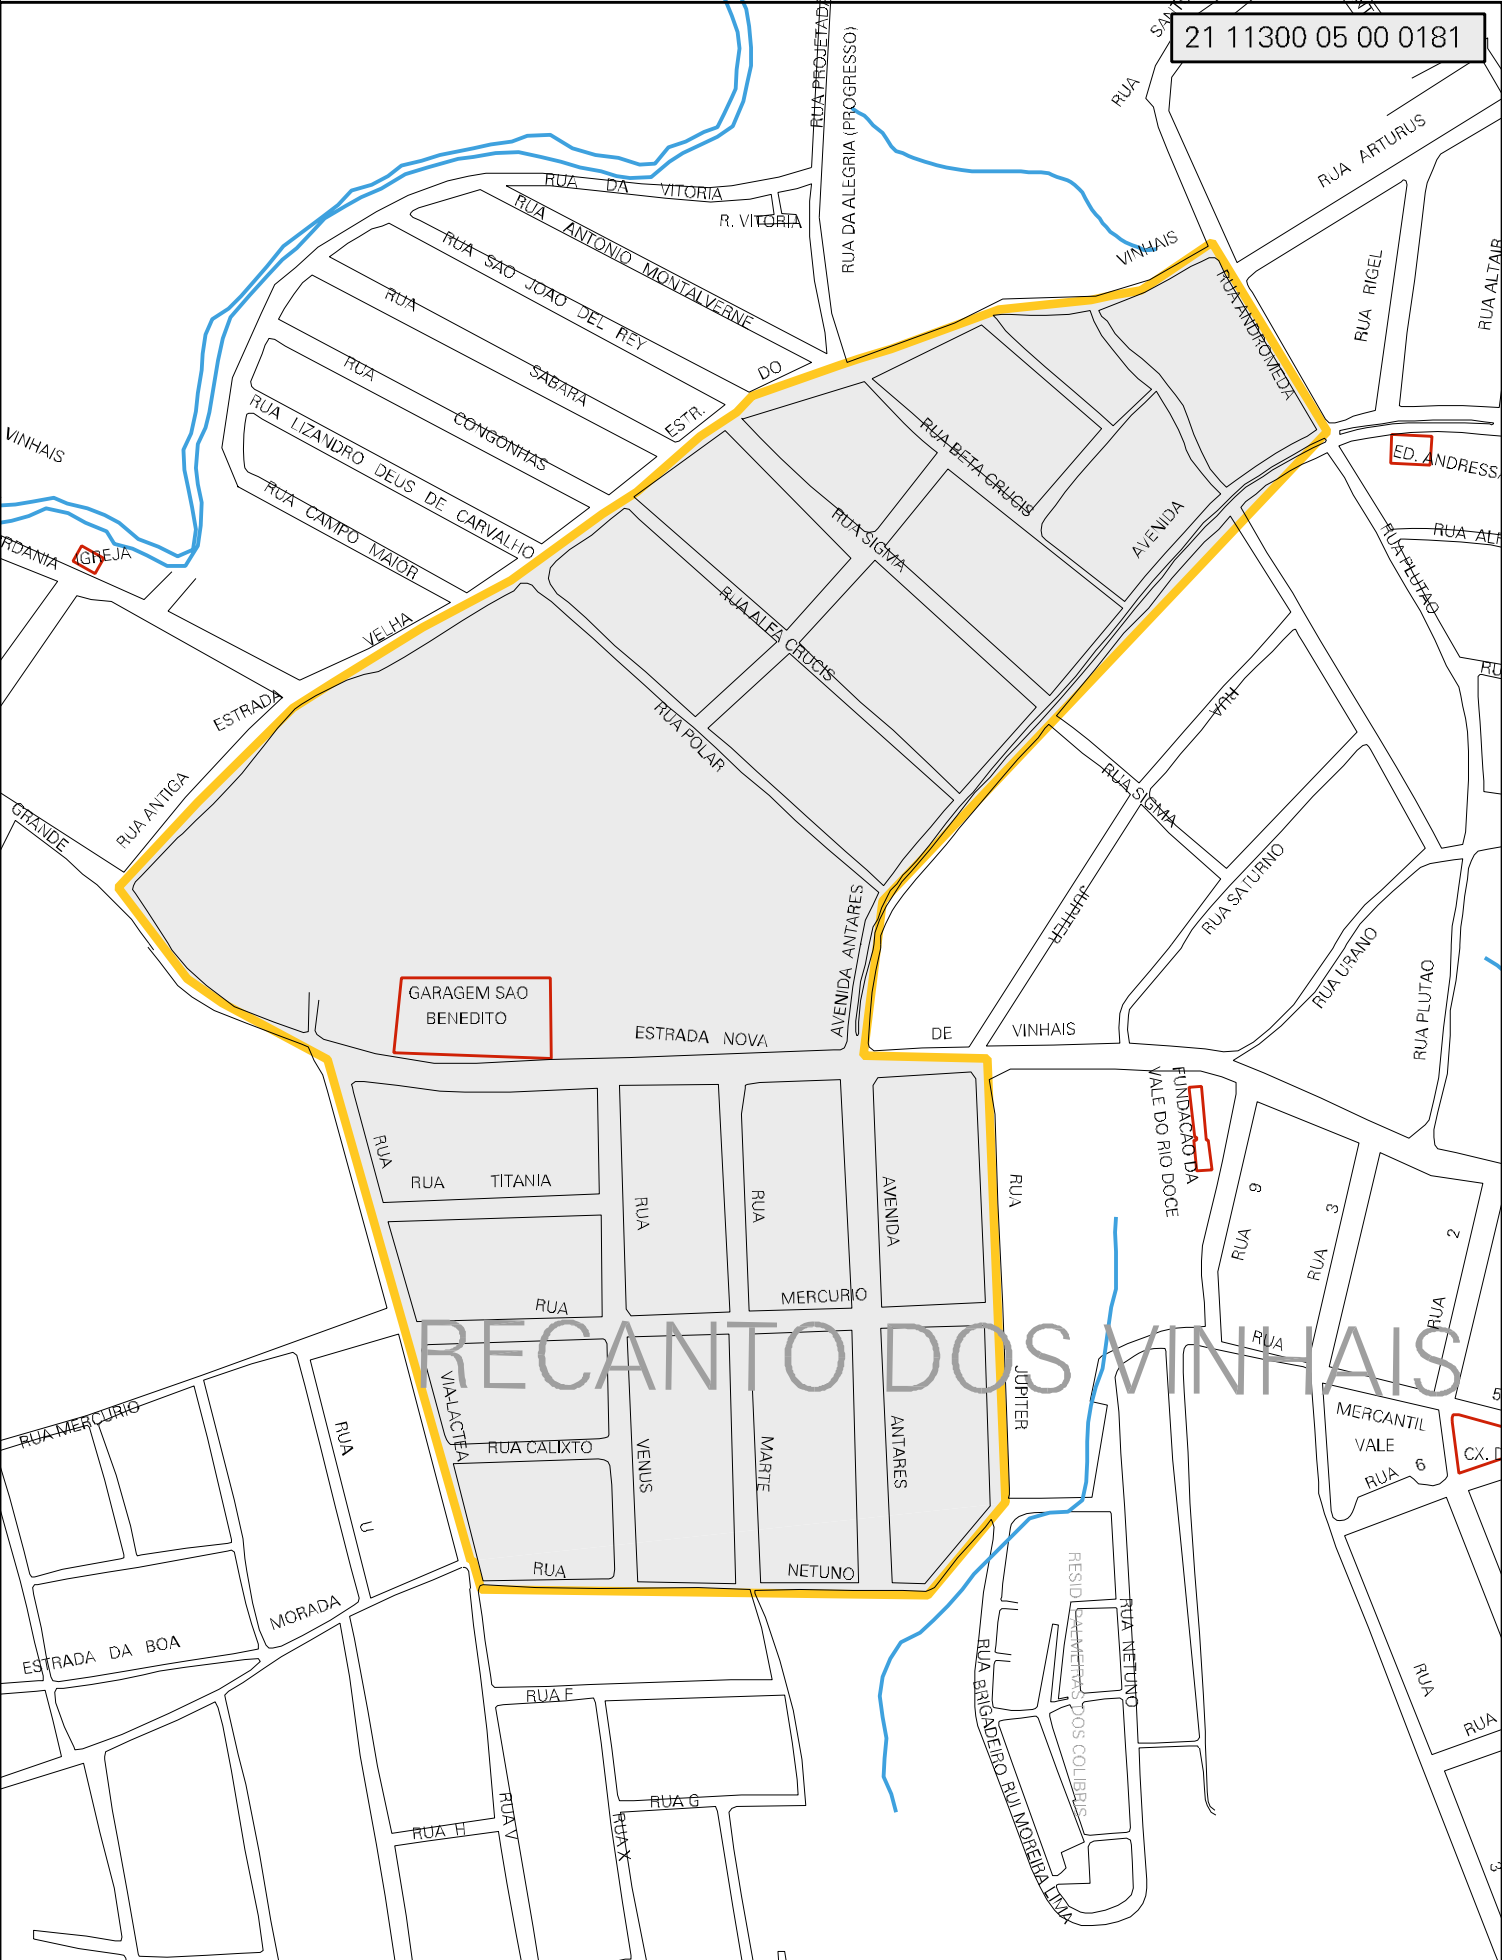 21 11300 05 00 0181
RUA PROJETADA
RUA DA ALEGRIA (PROGRESSO)
RUA
RUA ARTURUS
RUA DA VITORIA
R. VITORIA
RUA ANTONIO MONTALVERNE
RUA SAO JOAO DEL REY
RUA SABARA
RUA CONGONHAS
RUA LIZANDRO DEUS DE CARVALHO
RUA CAMPO MAIOR
ESTR. DO VINHAIS
RUA ANDROMEDA
RUA RIGEL
RUA ALTAIR
VINHAIS
ED. ANDRESSA
RUA BETA CRUCIS
RUA SIGMA
AVENIDA
RUA ALFA CRUCIS
RUA POLAR
RUA PLUTAO
IGREJA
VELHA
ESTRADA
RUA ANTIGA
GRANDE
RUA
JUPITER
RUA SIGMA
RUA SATURNO
RUA URANO
RUA PLUTAO
AVENIDA ANTARES
GARAGEM SAO
BENEDITO
ESTRADA NOVA
DE VINHAIS
FUNDACAO DA
VALE DO RIO DOCE
RUA
RUA TITANIA
RUA
RUA
AVENIDA
RUA
RUA 9
RUA 3
RUA 2
RUA MERCURIO
RUA
RECANTO DOS VINHAIS
VIA-LACTEA
JUPITER
RUA MERCURIO
RUA U
RUA CALIXTO
VENUS
MARTE
ANTARES
MERCANTIL
VALE
RUA 6
5
RUA NETUNO
RESID PALMEIRAS DOS COLIBRIS
RUA NETUNO
RUA BRIGADEIRO RUI MOREIRA LIMA
ESTRADA DA BOA MORADA
RUA F
RUA G
RUA H
RUA V
RUA X
RUA
RUA
3